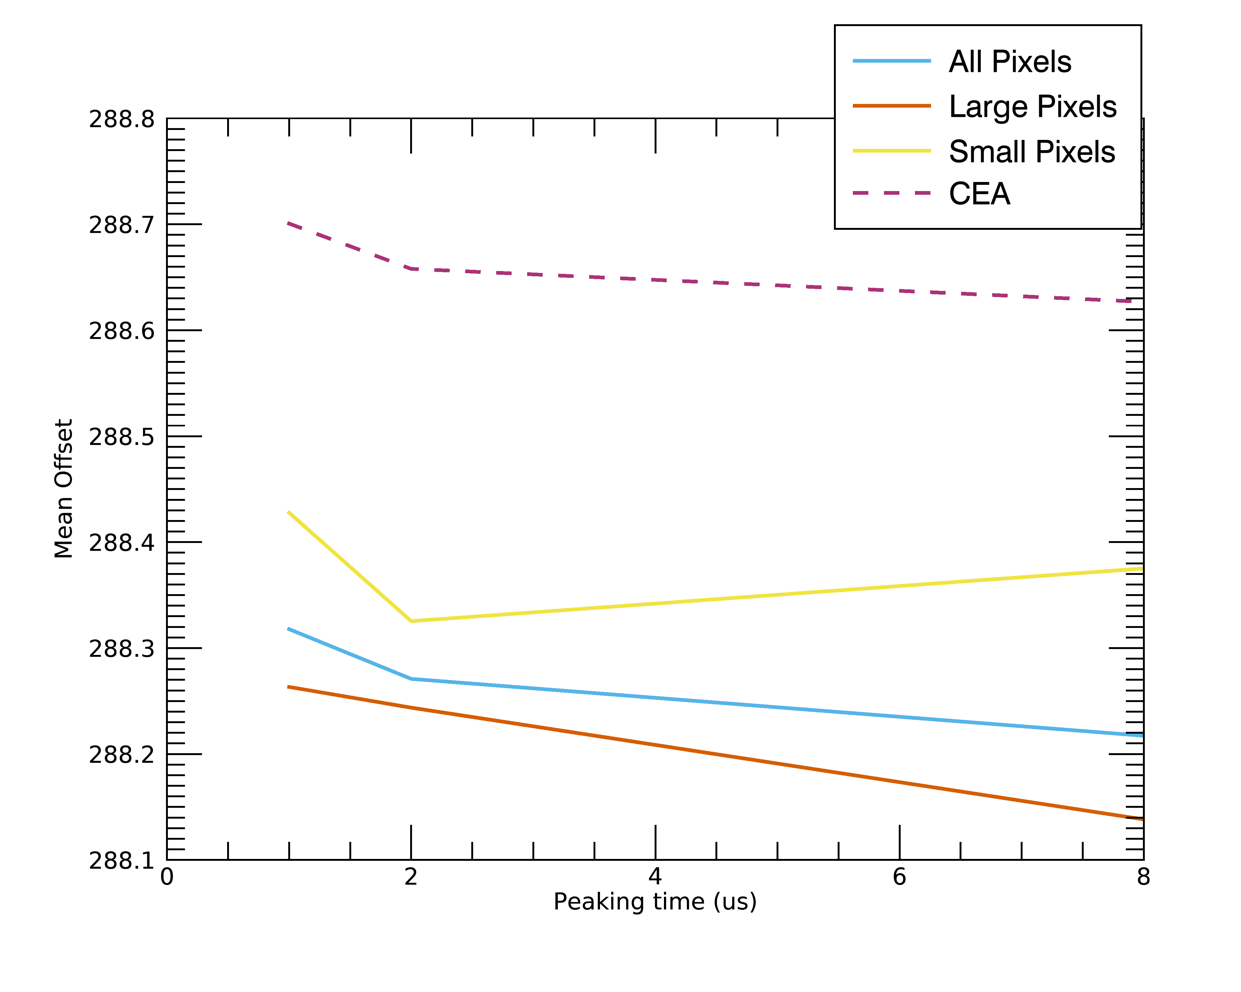 All Pixels
Large Pixels
Small Pixels
CEA
288.8
288.7
288.6
288.5
288.4
288.3
288.2
288.1
Mean Offset
0 2 4 6 8
Peaking time (us)